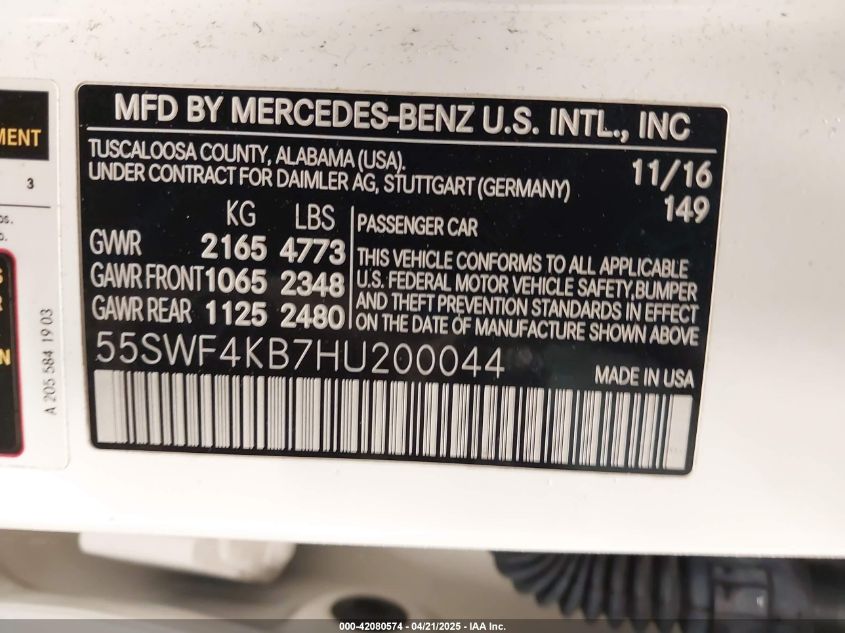 MFD BY MERCEDES-BENZ U.S. INTL., INC
TUSCALOOSA COUNTY, ALABAMA (USA).
UNDER CONTRACT FOR DAIMLER AG, STUTTGART (GERMANY)
11/16
149
KG LBS
GVWR 2165 4773
GAWR FRONT 1065 2348
GAWR REAR 1125 2480
PASSENGER CAR
THIS VEHICLE CONFORMS TO ALL APPLICABLE
U.S. FEDERAL MOTOR VEHICLE SAFETY, BUMPER
AND THEFT PREVENTION STANDARDS IN EFFECT
ON THE DATE OF MANUFACTURE SHOWN ABOVE
55SWF4KB7HU200044
MADE IN USA
3
A 205 584 19 03
000-42080574 - 04/21/2025 - IAA Inc.